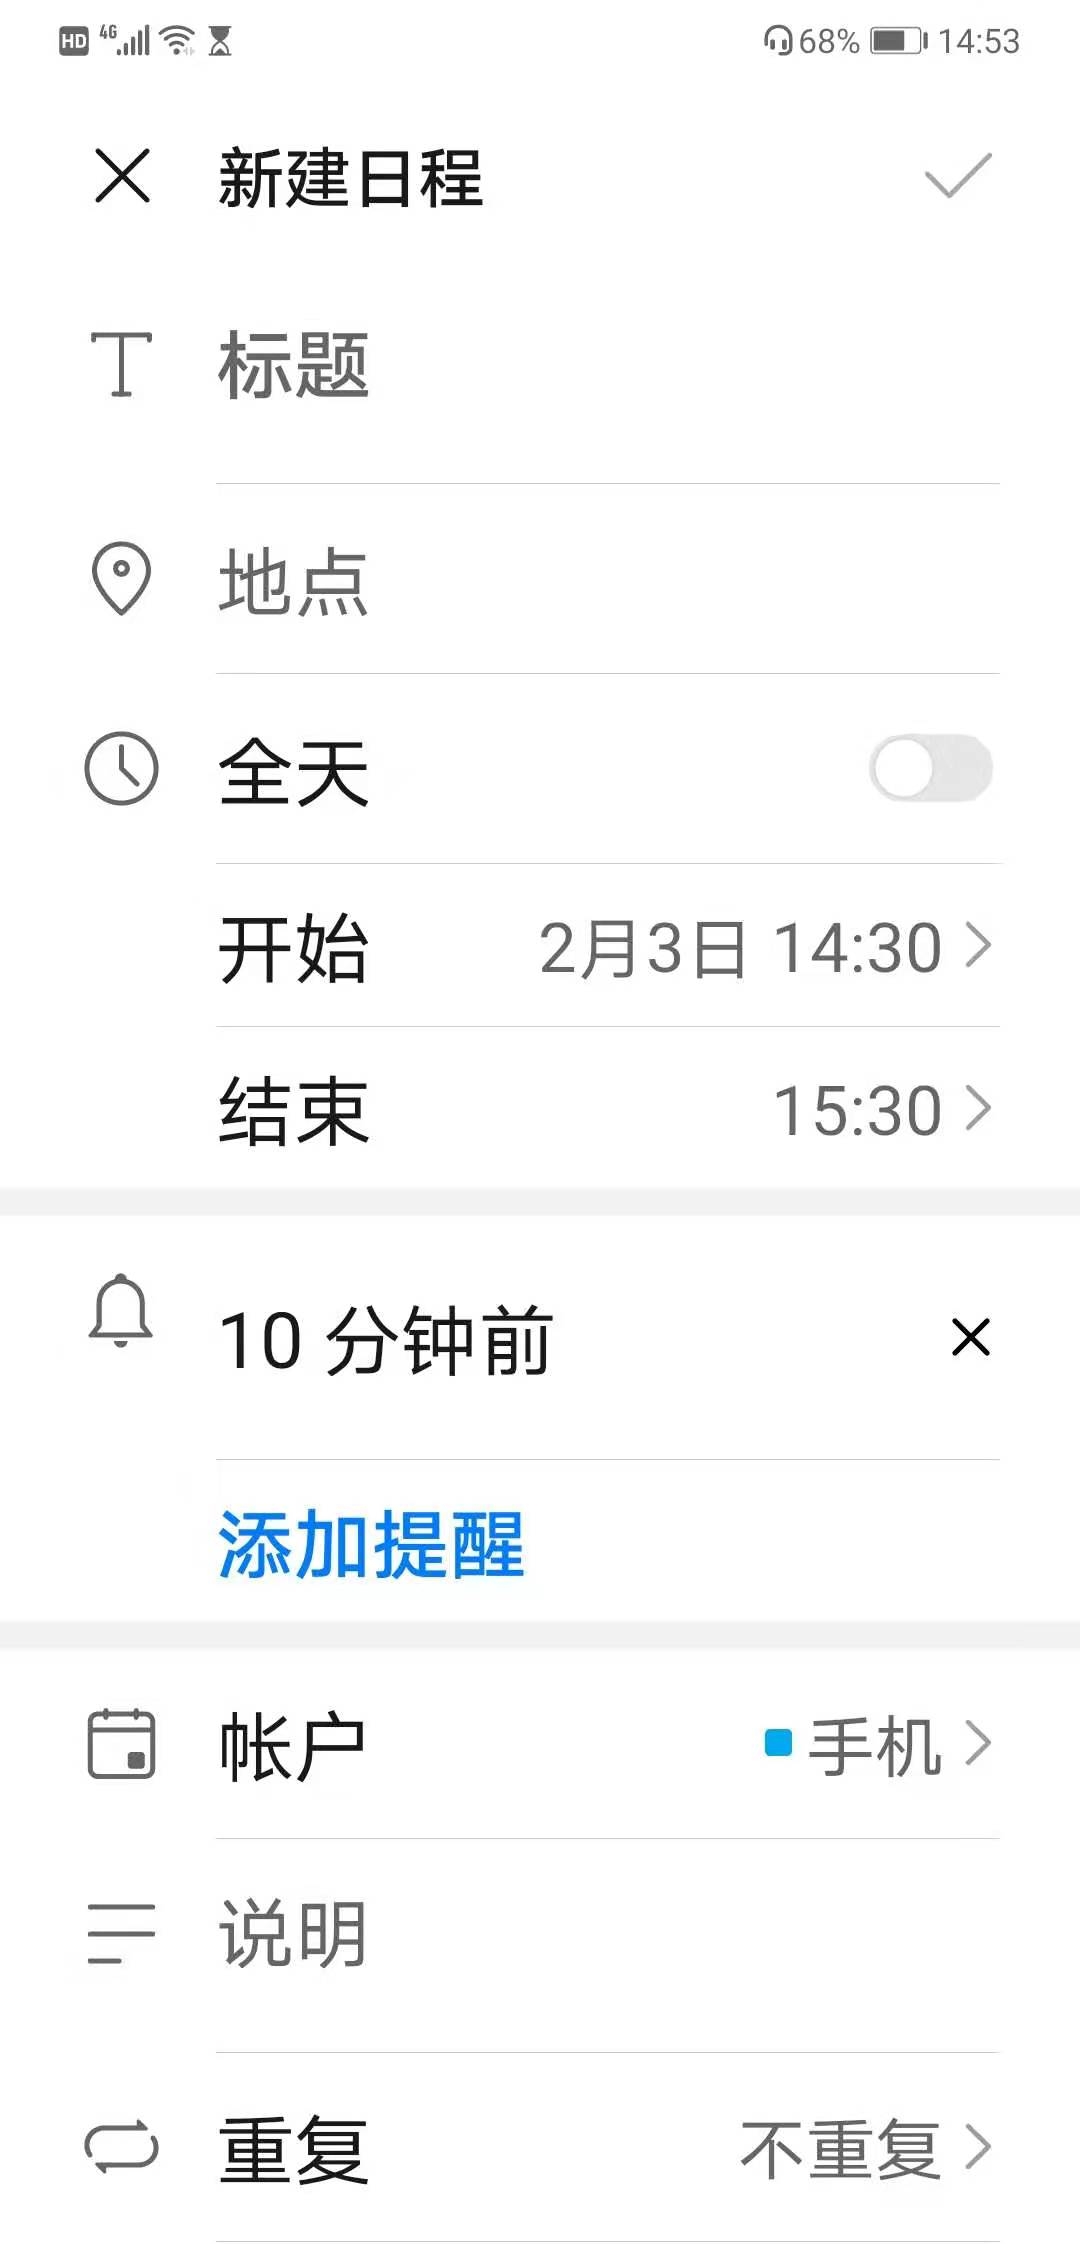 HD 4G 68% 14:53
新建日程
标题
地点
全天
开始 2月3日 14:30
结束 15:30
10 分钟前
添加提醒
帐户 手机
说明
重复 不重复